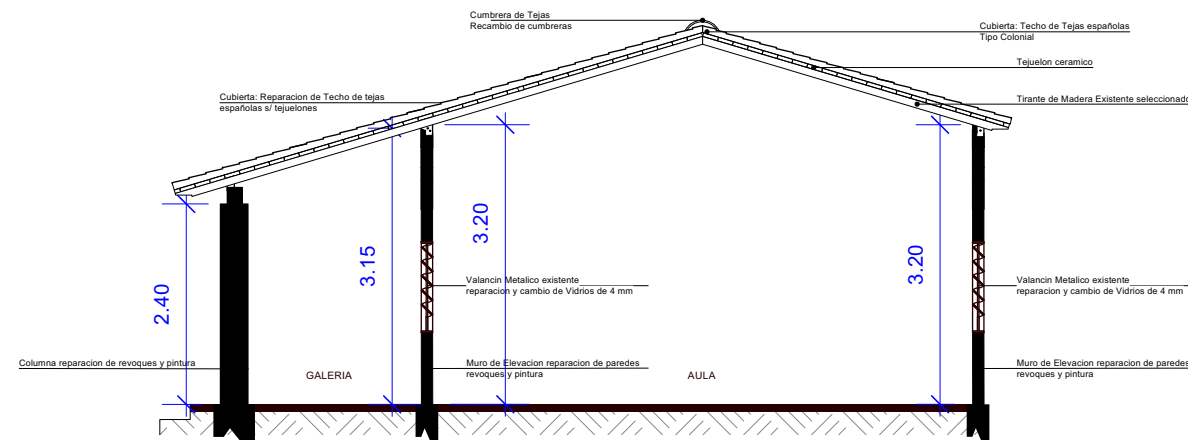 Cumbrera de Tejas
Recambio de cumbreras
Cubierta: Techo de Tejas españolas
Tipo Colonial
Tejuelon ceramico
Cubierta: Reparacion de Techo de tejas
españolas s/ tejuelones
Tirante de Madera Existente seleccionado
3.20
3.15
3.20
2.40
Valancin Metalico existente
reparacion y cambio de Vidrios de 4 mm
Valancin Metalico existente
reparacion y cambio de Vidrios de 4 mm
Columna reparacion de revoques y pintura
GALERIA
Muro de Elevacion reparacion de paredes
revoques y pintura
AULA
Muro de Elevacion reparacion de paredes
revoques y pintura